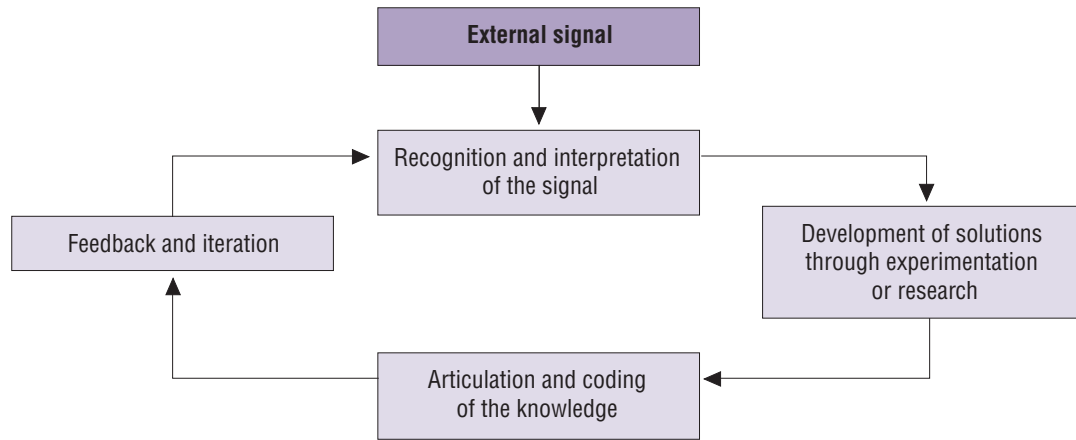 External signal
Recognition and interpretation
of the signal
Feedback and iteration
Development of solutions
through experimentation
or research
Articulation and coding
of the knowledge